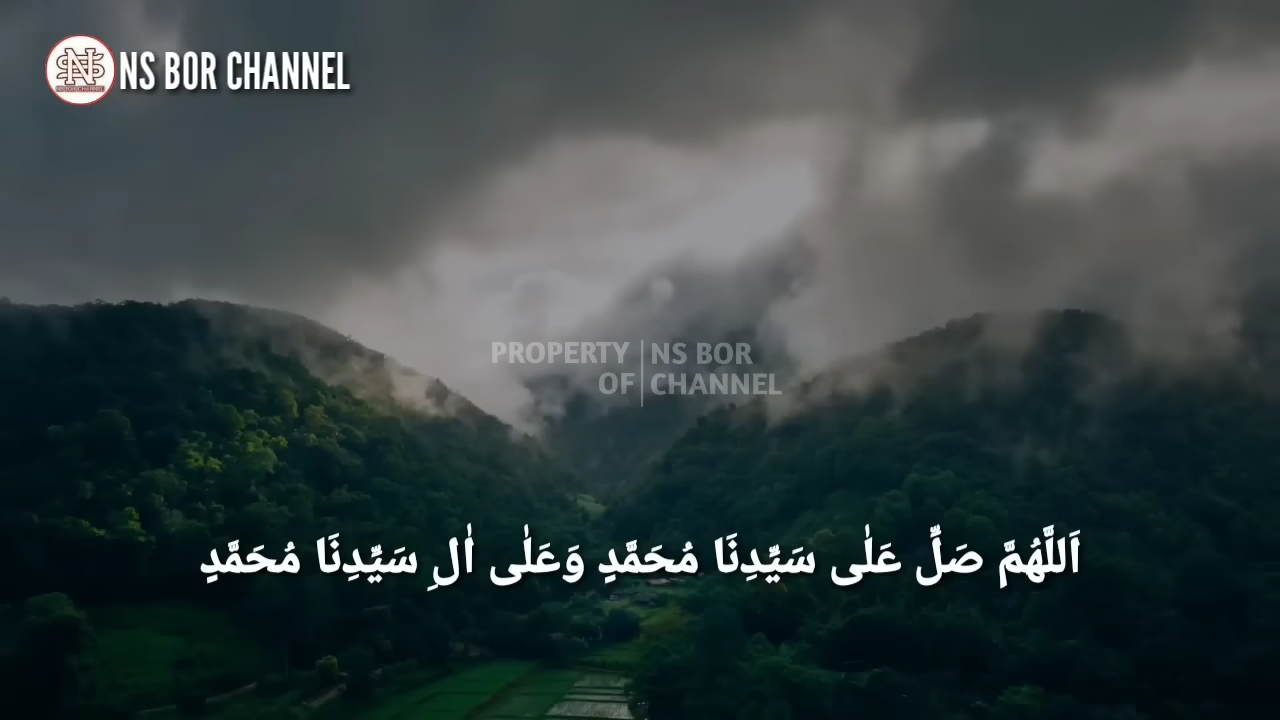 NS BOR CHANNEL
PROPERTY OF | NS BOR CHANNEL
اَللَّهُمَّ صَلِّ عَلٰى سَيِّدِنَا مُحَمَّدٍ وَعَلٰى اٰلِ سَيِّدِنَا مُحَمَّدٍ